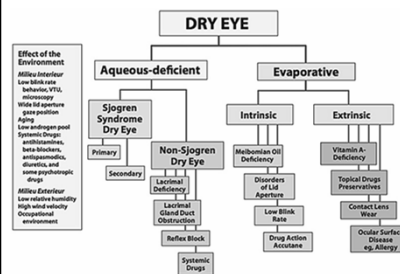 DRY EYE
Effect of the
Environment
Milieu Interieur
Low blink rate
behavior, VTU,
microscopy
Wide lid aperture
gaze position
Aging
Low androgen pool
Systemic Drugs:
antihistamins,
beta-blockers,
antispasmodics,
diuretics, and
some psychotropic
drugs
Milieu Exterieur
Low relative humidity
High wind velocity
Occupational
environment
Aqueous-deficient
Evaporative
Sjogren
Syndrome
Dry Eye
Primary
Secondary
Non-Sjogren
Dry Eye
Lacrimal
Deficiency
Lacrimal
Gland Duct
Obstruction
Reflex Block
Systemic
Drugs
Intrinsic
Meibomian Oil
Deficiency
Disorders
of Lid
Aperture
Low Blink
Rate
Drug Action
Accutane
Extrinsic
Vitamin A-
Deficiency
Topical Drugs
Preservatives
Contact Lens
Wear
Ocular Surface
Disease
eg, Allergy